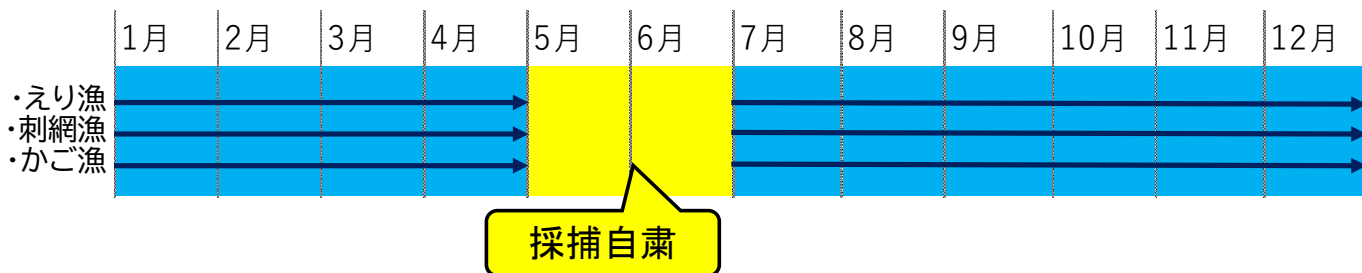 1月 2月 3月 4月 5月 6月 7月 8月 9月 10月 11月 12月
・えり漁
・刺網漁
・かご漁
採捕自粛